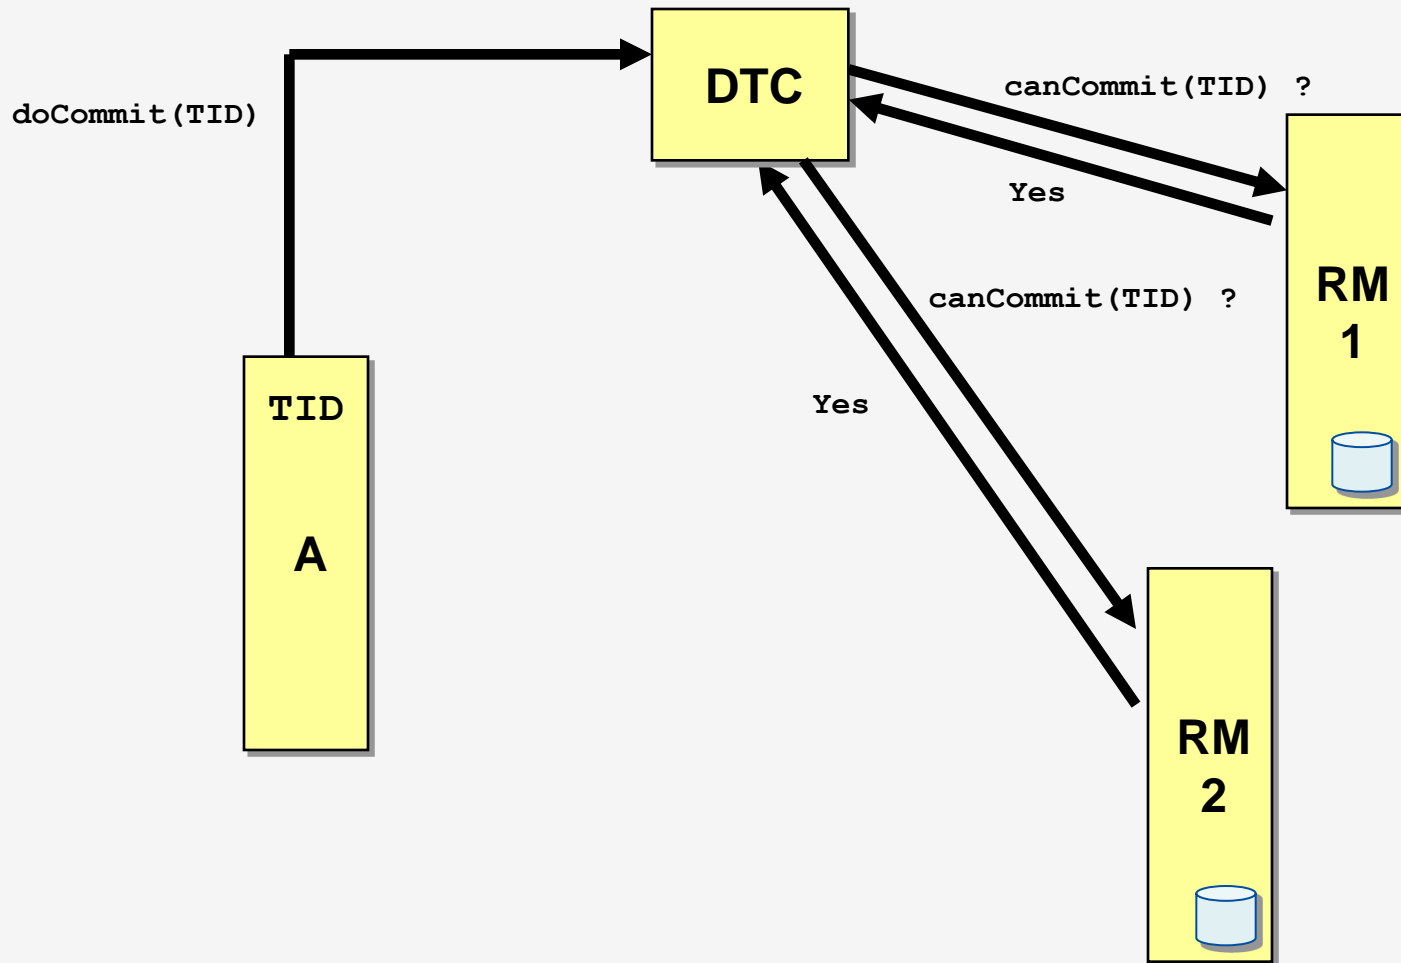 DTC
canCommit(TID) ?
doCommit(TID)
Yes
RM
1
canCommit(TID) ?
Yes
TID
A
RM
2